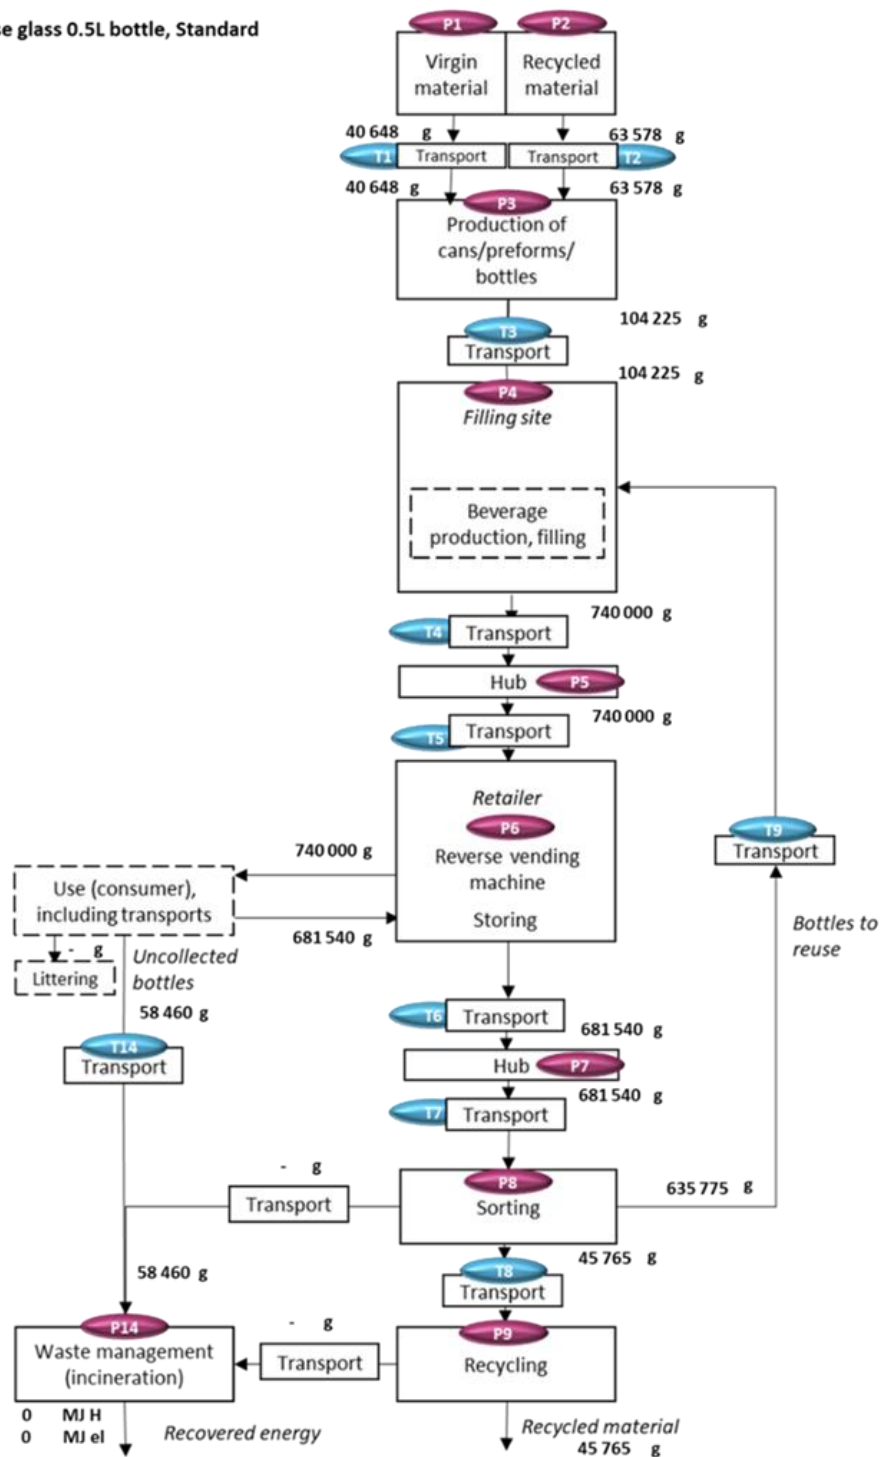 se glass 0.5L bottle, Standard
P1
P2
Virgin
material
Recycled
material
40 648 g
63 578 g
T1
Transport
Transport
T2
40 648 g
63 578 g
P3
Production of
cans/preforms/
bottles
104 225 g
T3
Transport
104 225 g
P4
Filling site
Beverage
production, filling
740 000 g
T4
Transport
Hub
P5
740 000 g
T5
Transport
Retailer
P6
Reverse vending
machine
Storing
T9
Transport
740 000 g
Use (consumer),
including transports
681 540 g
Bottles to
reuse
- g
Littering
Uncollected
bottles
58 460 g
T6
Transport
681 540 g
T14
Transport
Hub
P7
681 540 g
T7
Transport
- g
Transport
P8
Sorting
635 775 g
45 765 g
58 460 g
T8
Transport
P14
Waste management
(incineration)
- g
Transport
P9
Recycling
0 MJ H
0 MJ el
Recovered energy
Recycled material
45 765 g